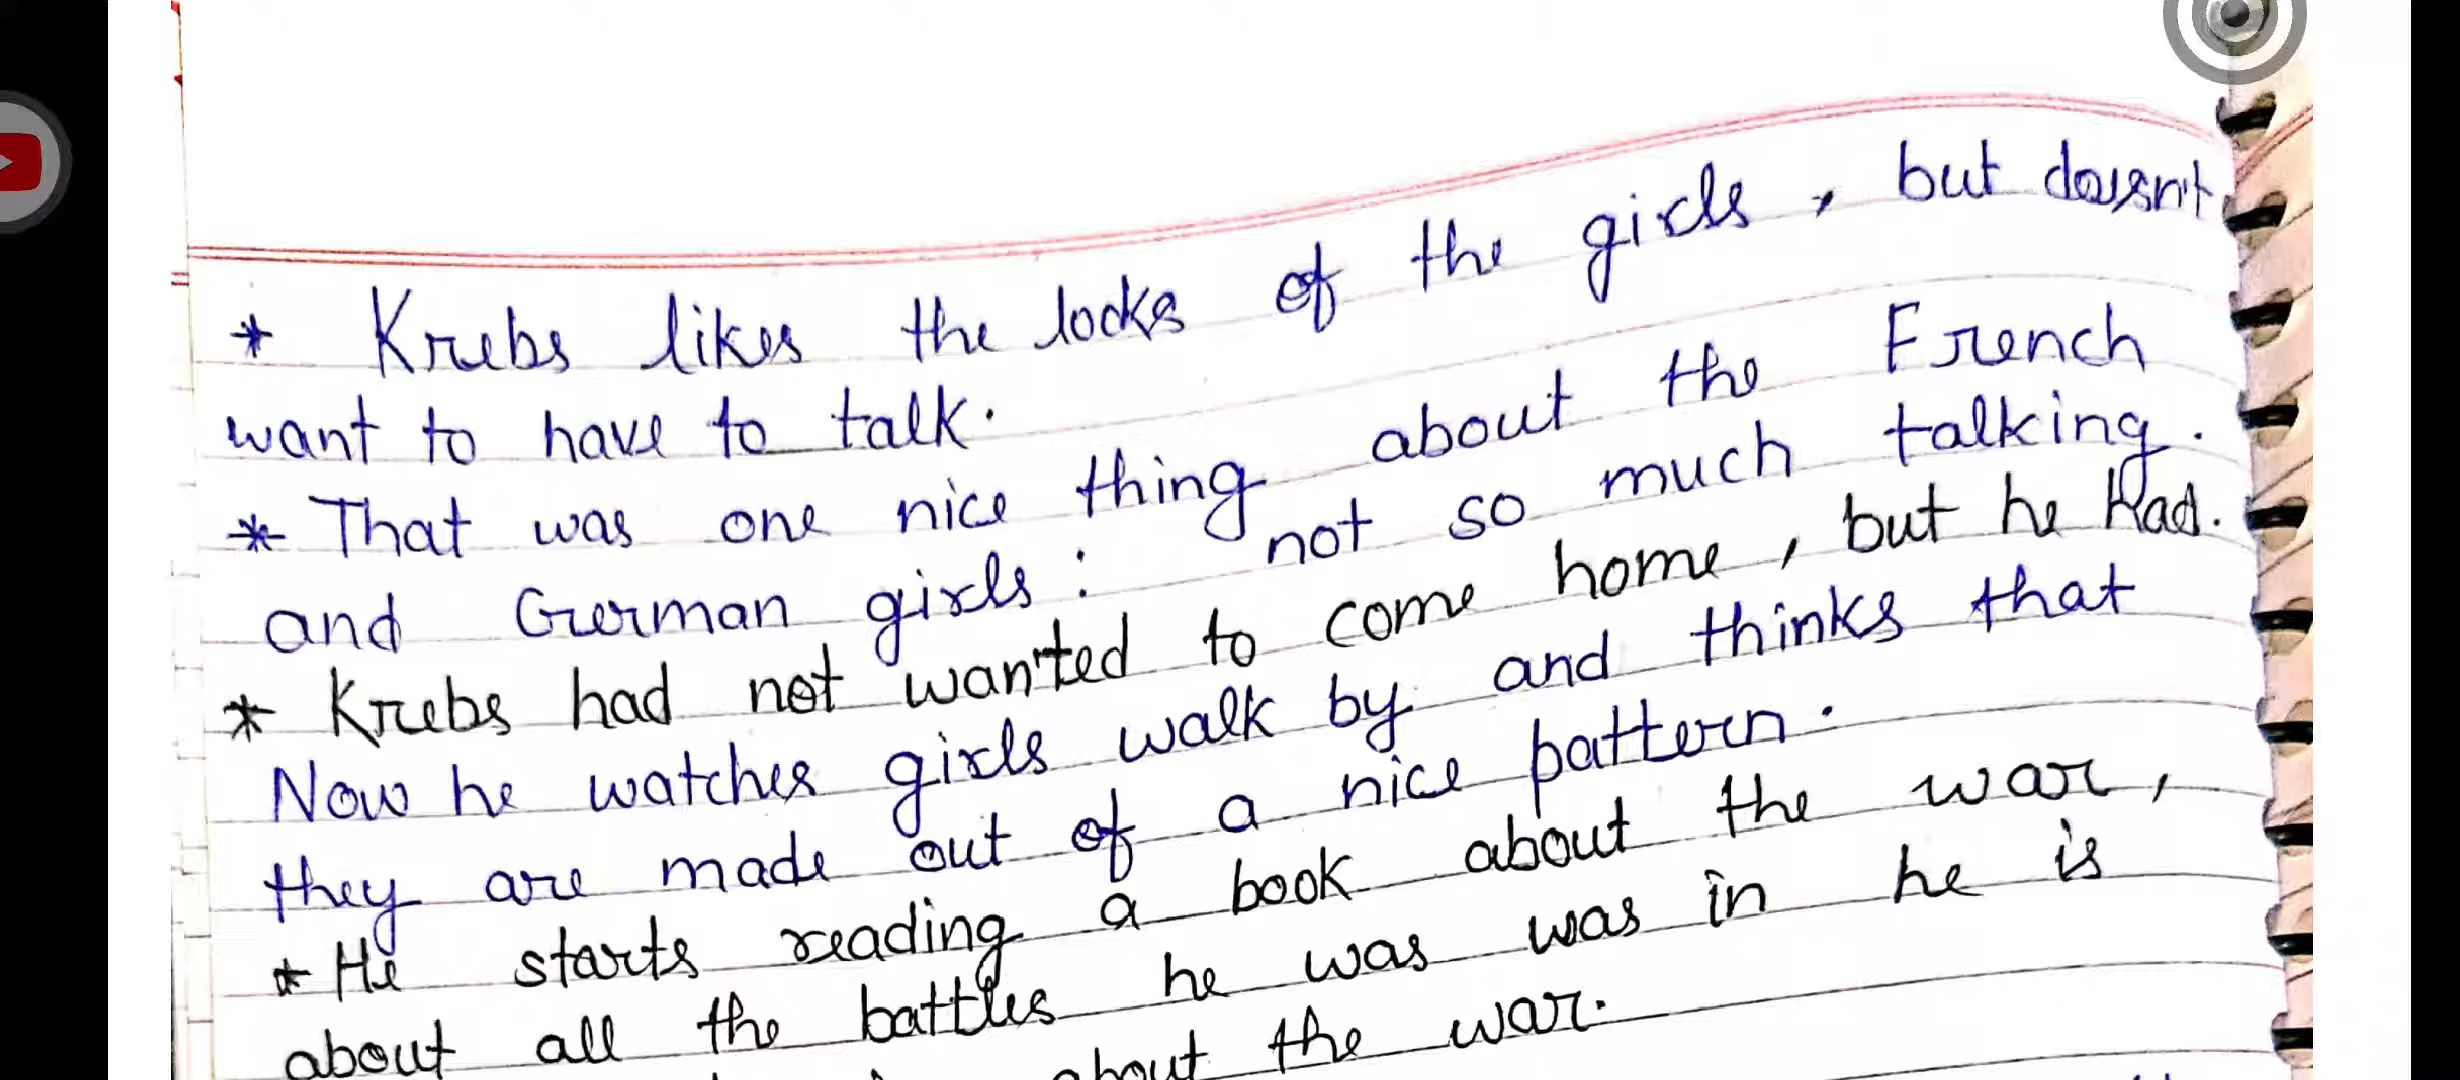 * Krebs likes the looks of the girls, but doesn't
want to have to talk.
* That was one nice thing about the French
and German girls: not so much talking.
* Krebs had not wanted to come home, but he Had.
Now he watches girls walk by and thinks that
they are made out of a nice pattern.
* He starts reading a book about the war,
about all the battles he was was in he is
about the war.